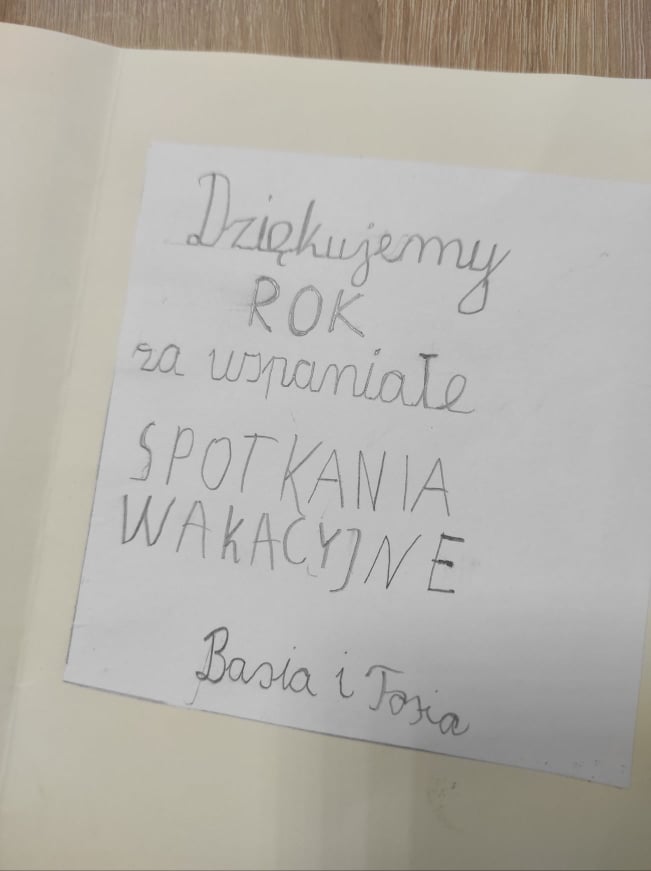 Dziękujemy
ROK
za wspaniałe
SPOTKANIA
WAKACYJNE
Basia i Tosia